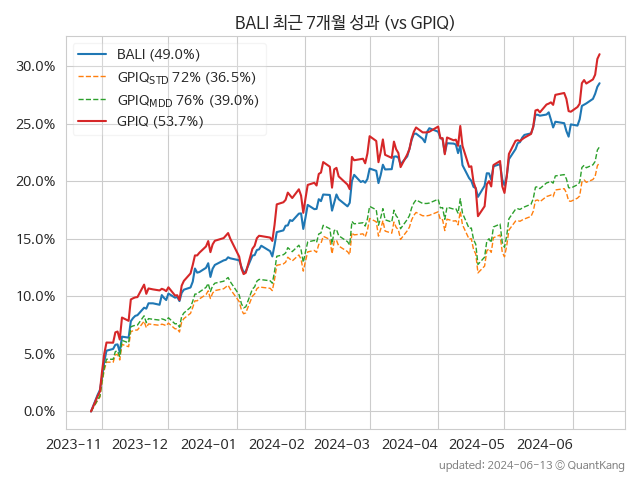 BALI 최근 7개월 성과 (vs GPIQ)
BALI (49.0%)
GPIQSTD 72% (36.5%)
GPIQMDD 76% (39.0%)
GPIQ (53.7%)
30.0%
25.0%
20.0%
15.0%
10.0%
5.0%
0.0%
2023-11 2023-12 2024-01 2024-02 2024-03 2024-04 2024-05 2024-06
updated: 2024-06-13 ⓒ QuantKang